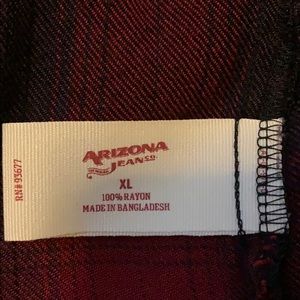 ARIZONA
JEAN CO
XL
100% RAYON
MADE IN BANGLADESH
RN# 93677